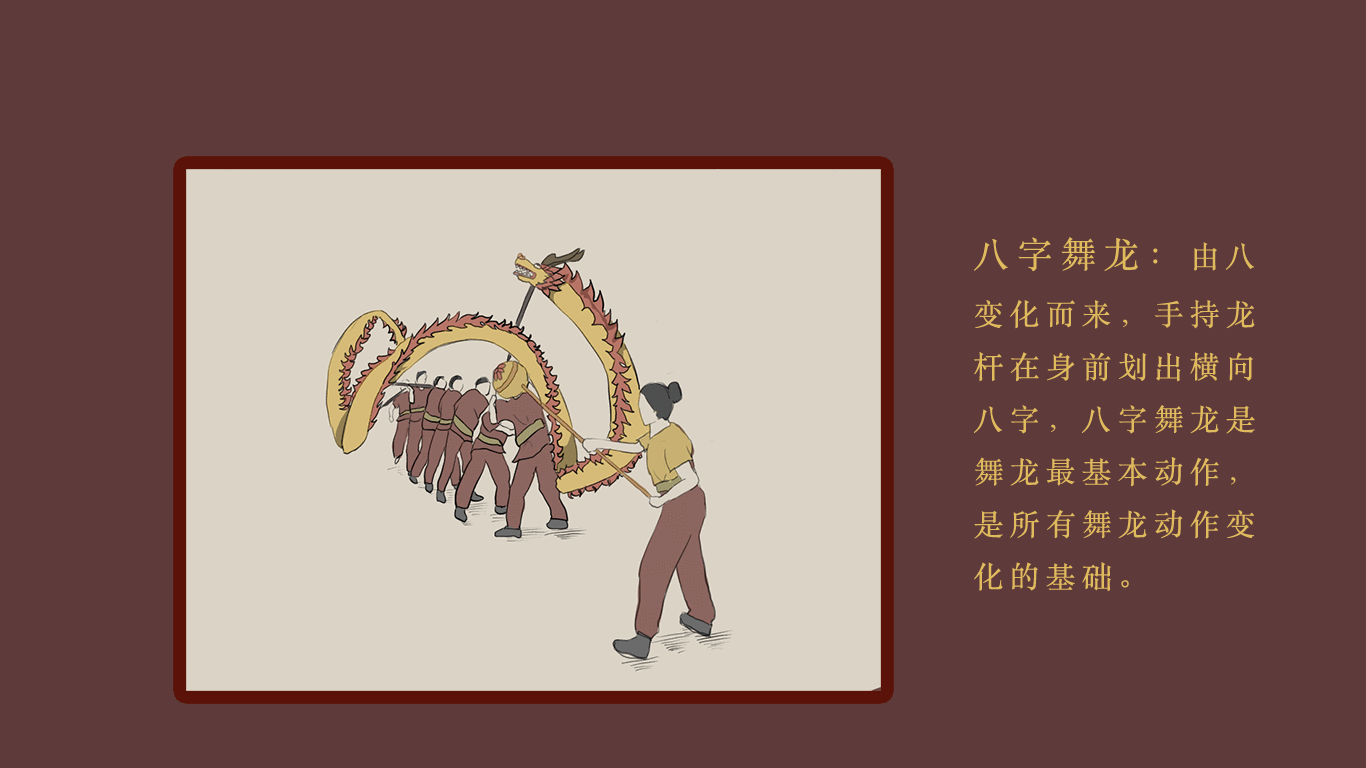 八字舞龙：由八
变化而来，手持龙
杆在身前划出横向
八字，八字舞龙是
舞龙最基本动作，
是所有舞龙动作变
化的基础。